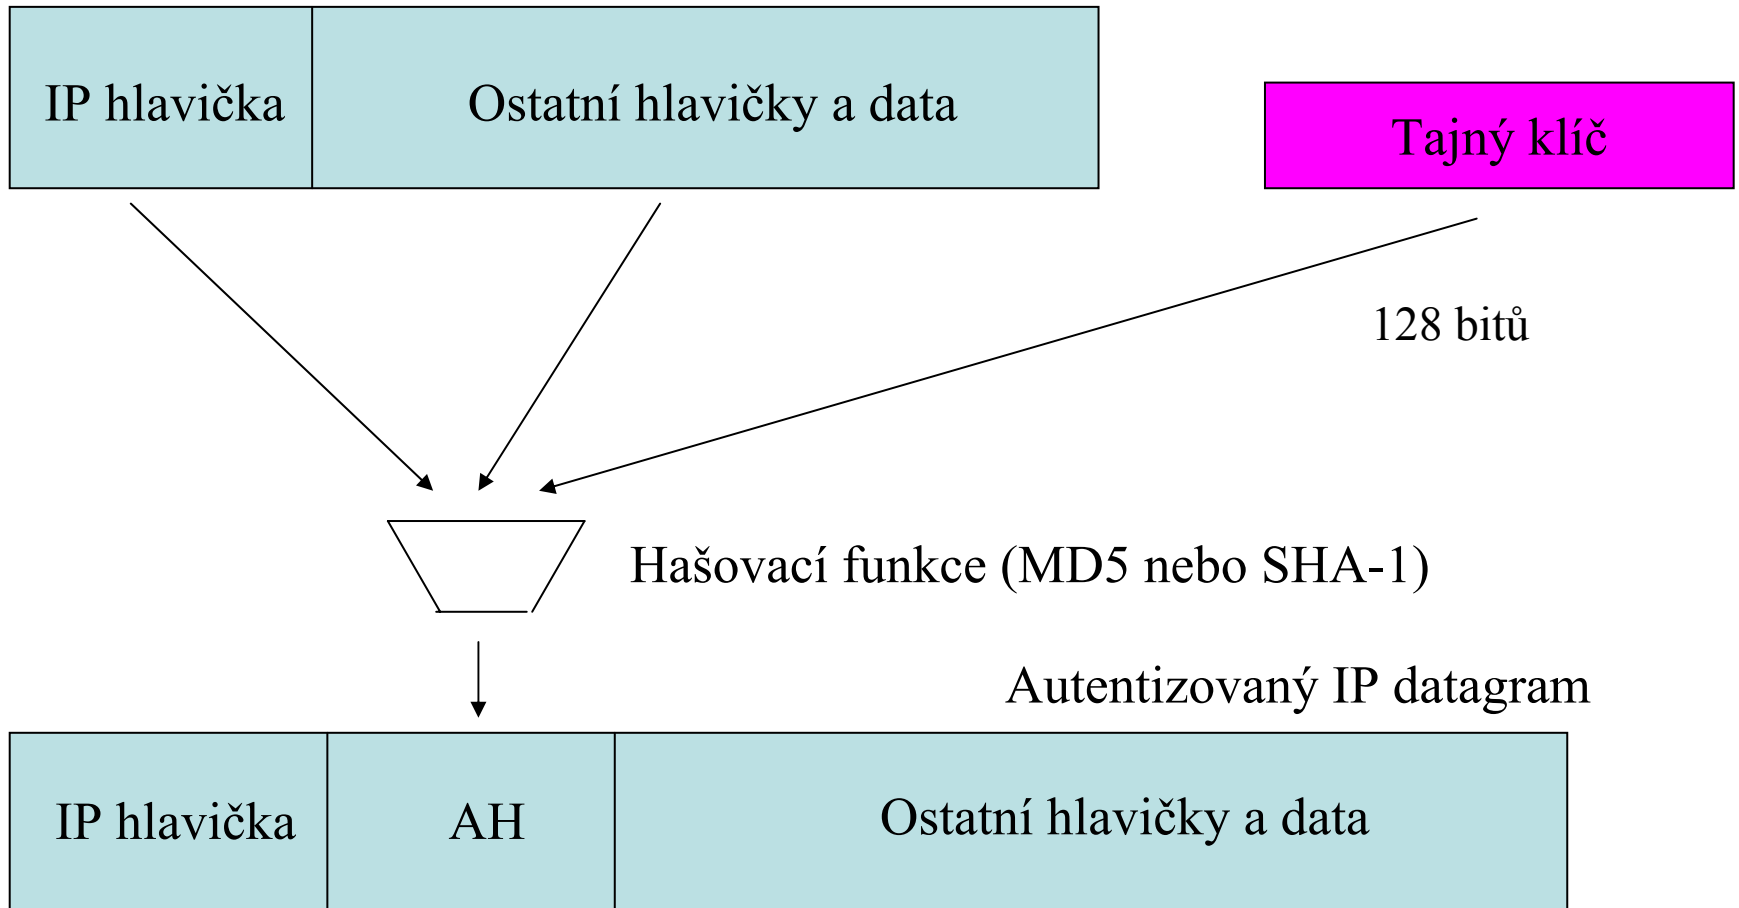 IP hlavička
Ostatní hlavičky a data
Tajný klíč
128 bitů
Hašovací funkce (MD5 nebo SHA-1)
Autentizovaný IP datagram
IP hlavička
AH
Ostatní hlavičky a data